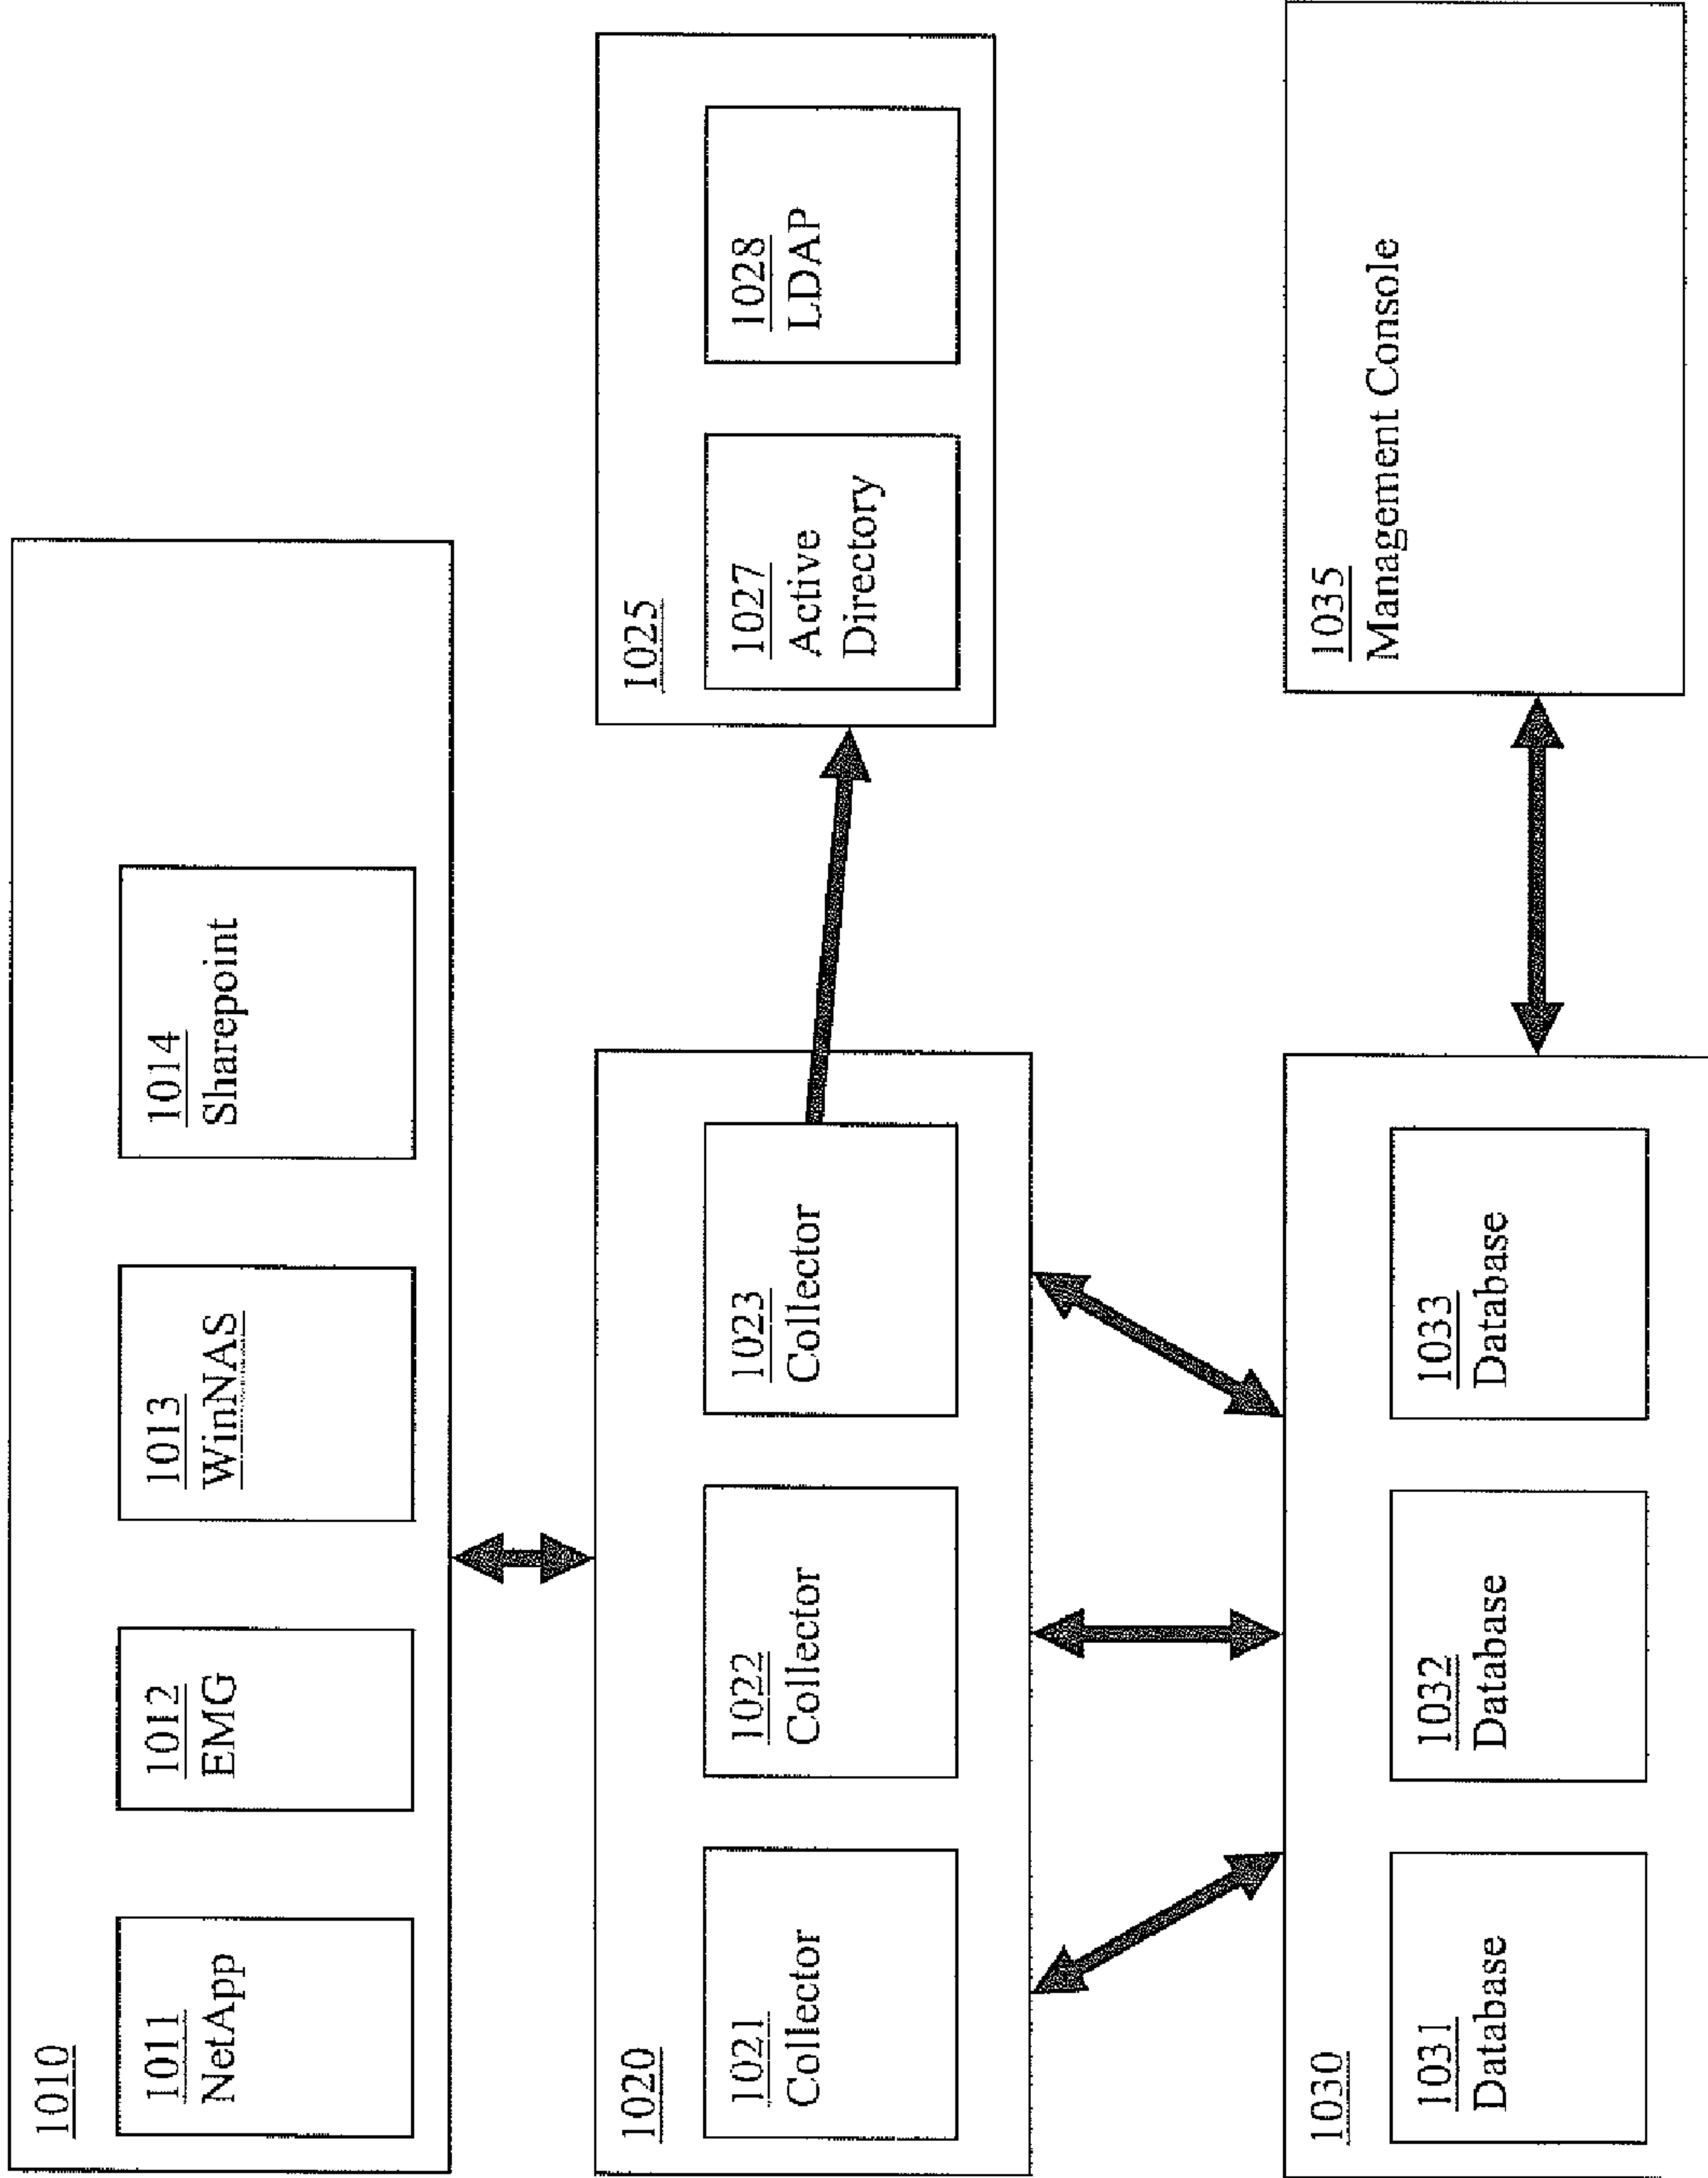 1010
1011
NetApp
1012
EMG
1013
WinNAS
1014
Sharepoint
1020
1021
Collector
1022
Collector
1023
Collector
1025
1027
Active
Directory
1028
LDAP
1030
1031
Database
1032
Database
1033
Database
1035
Management Console